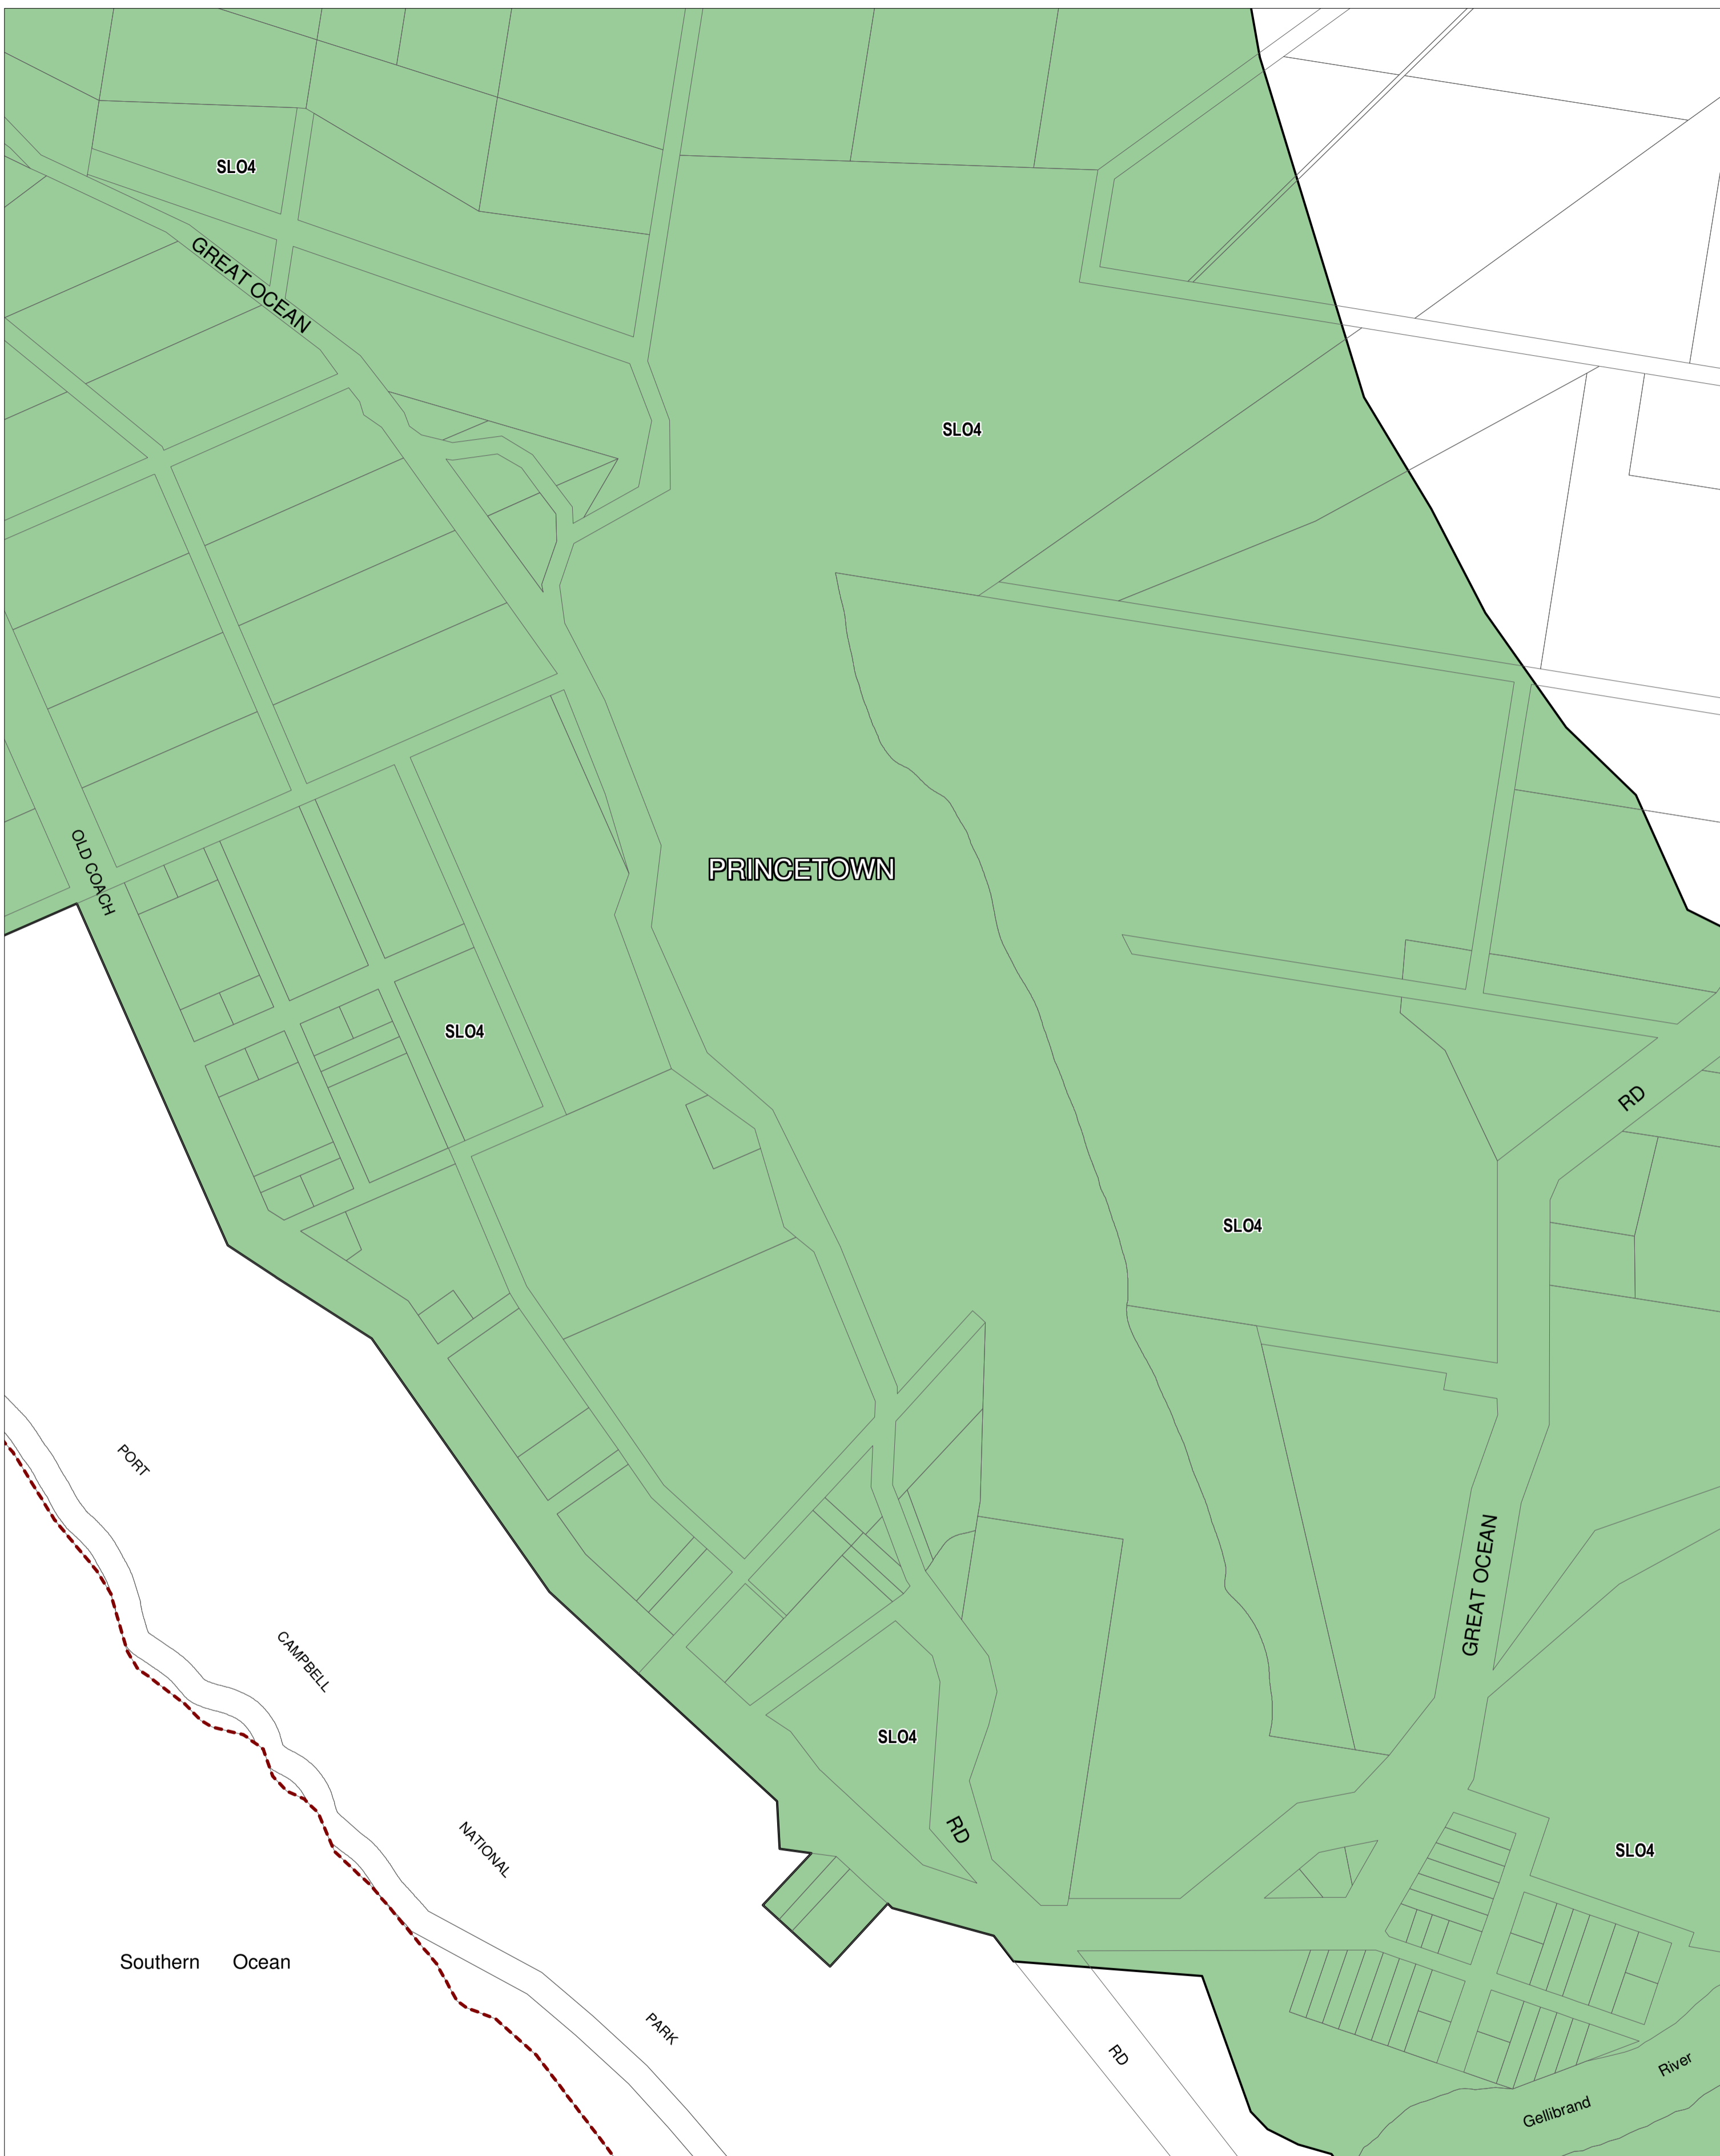 SLO4
GREAT OCEAN
SLO4
OLD COACH
PRINCETOWN
SLO4
RD
SLO4
PORT
GREAT OCEAN
CAMPBELL
SLO4
RD
NATIONAL
SLO4
Southern Ocean
PARK
RD
River
Gellibrand